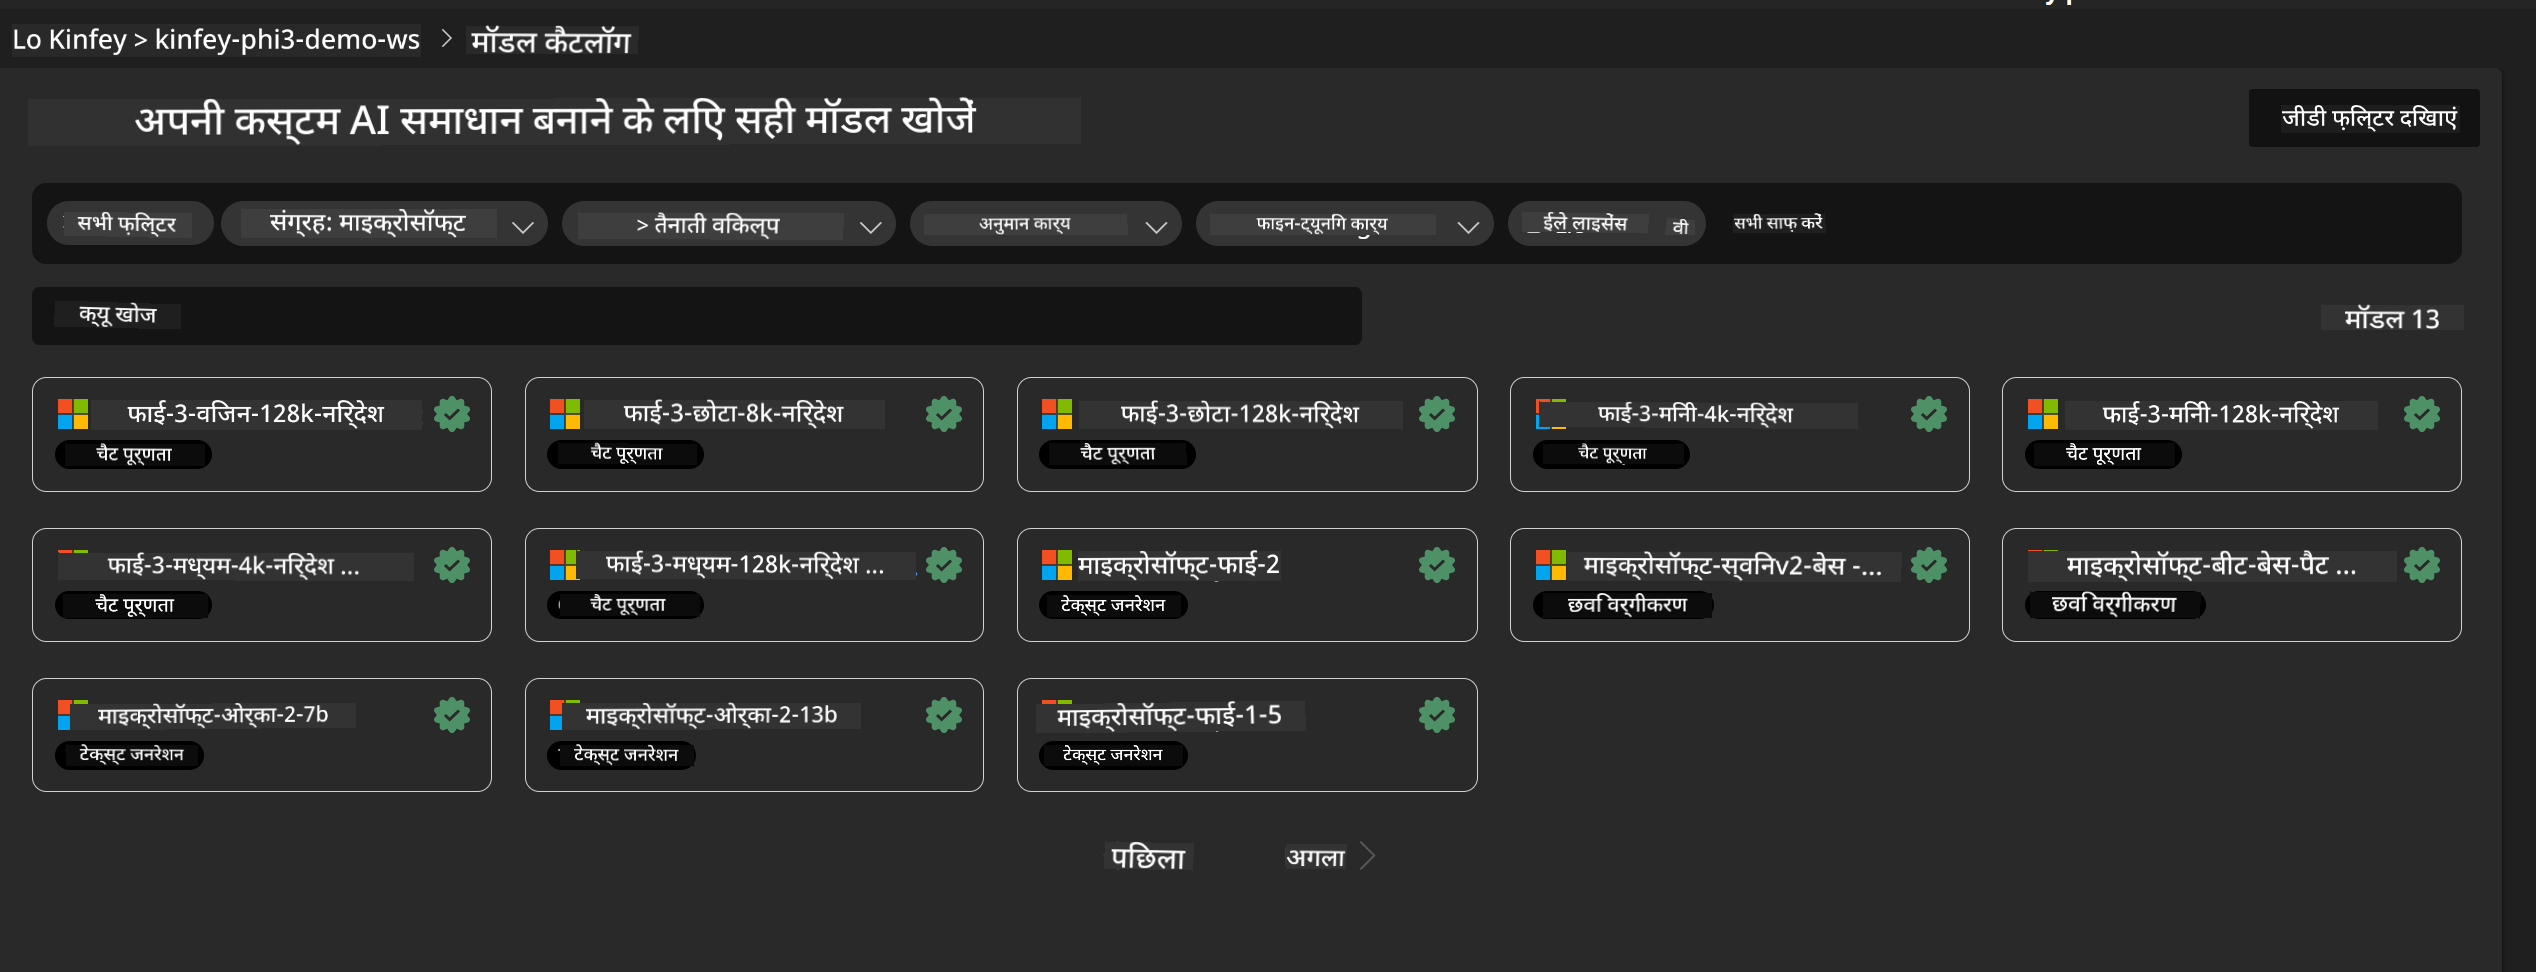 Lo Kinfey > kinfey-phi3-demo-ws > मॉडल कैटलॉग
अपनी कस्टम AI समाधान बनाने के लिए सही मॉडल खोजें
जीडी फ़िल्टर दिखाएं
सभी फ़िल्टर
संग्रह: माइक्रोसॉफ्ट
> तैनाती विकल्प
अनुमान कार्य
फाइन-ट्यूनिंग कार्य
ईले लाइसेंस
वी
सभी साफ़ करें
क्यू खोज
मॉडल 13
फाई-3-विजन-128k-निर्देश
फाई-3-छोटा-8k-निर्देश
फाई-3-छोटा-128k-निर्देश
फाई-3-मिनी-4k-निर्देश
फाई-3-मिनी-128k-निर्देश
चैट पूर्णता
चैट पूर्णता
चैट पूर्णता
चैट पूर्णता
चैट पूर्णता
फाई-3-मध्यम-4k-निर्देश ...
फाई-3-मध्यम-128k-निर्देश ...
माइक्रोसॉफ्ट-फाई-2
माइक्रोसॉफ्ट-स्विनv2-बेस -...
माइक्रोसॉफ्ट-बीट-बेस-पैट ...
चैट पूर्णता
चैट पूर्णता
टेक्स्ट जनरेशन
छवि वर्गीकरण
छवि वर्गीकरण
माइक्रोसॉफ्ट-ओर्का-2-7b
माइक्रोसॉफ्ट-ओर्का-2-13b
माइक्रोसॉफ्ट-फाई-1-5
टेक्स्ट जनरेशन
टेक्स्ट जनरेशन
टेक्स्ट जनरेशन
पिछला
अगला >